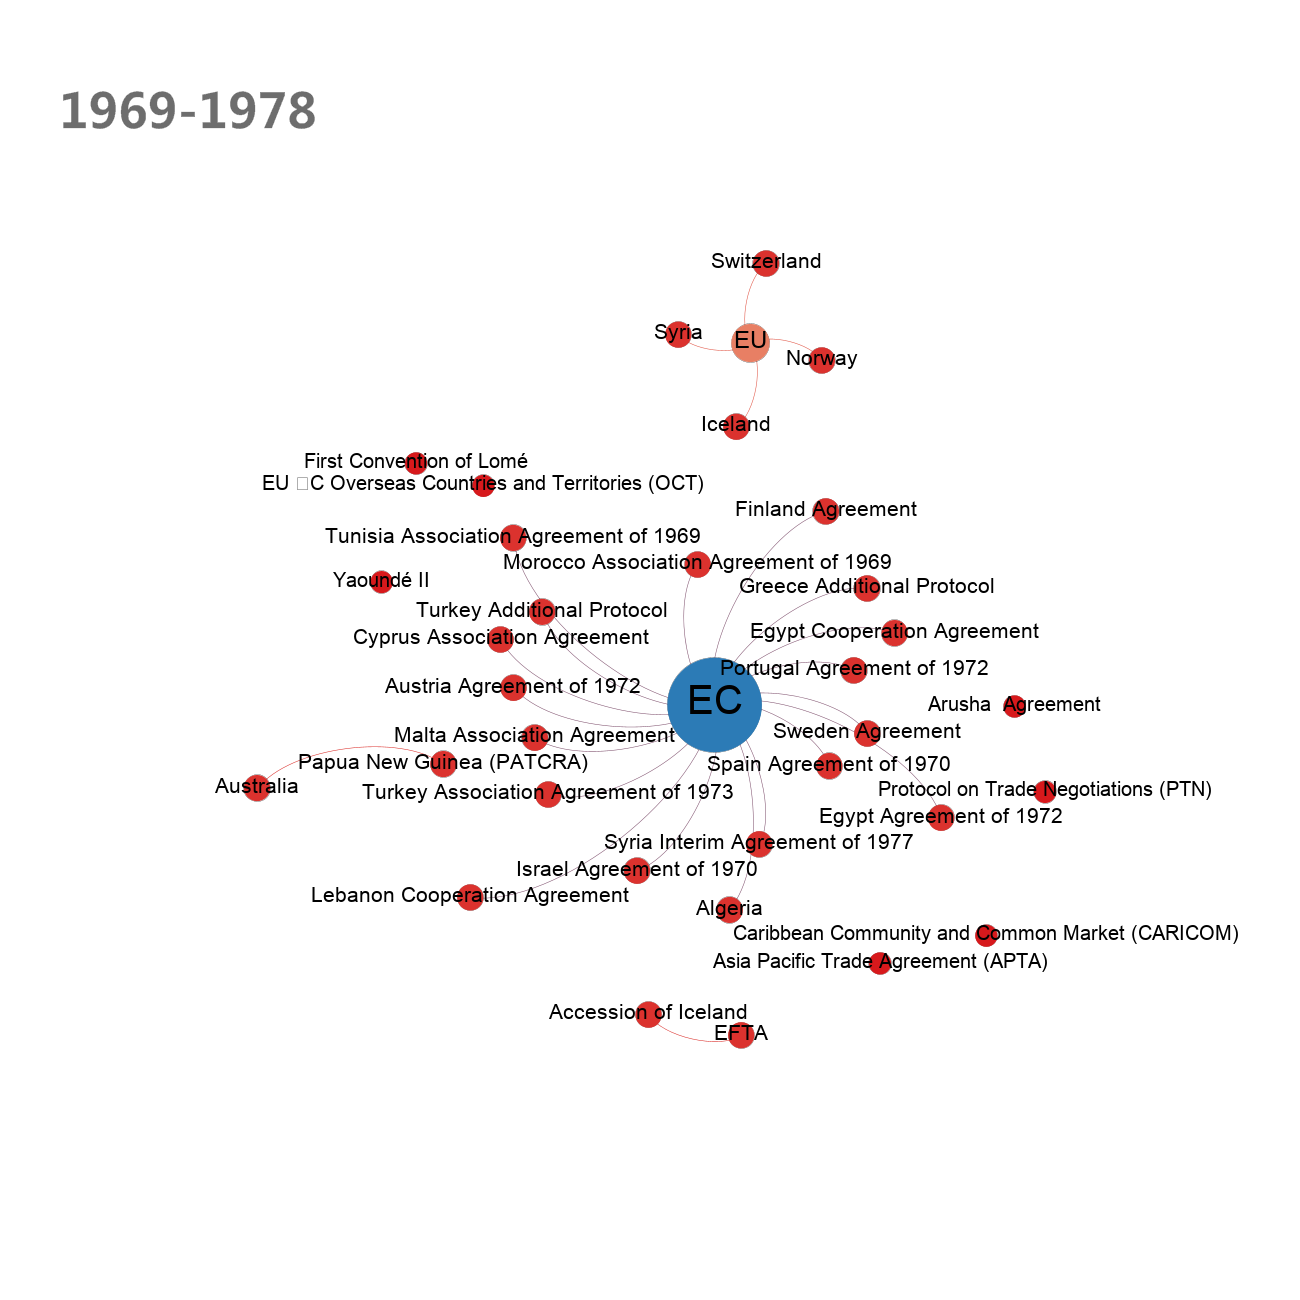 1969-1978
Switzerland
Syria
EU
Norway
Iceland
First Convention of Lomé
EU □C Overseas Countries and Territories (OCT)
Finland Agreement
Tunisia Association Agreement of 1969
Morocco Association Agreement of 1969
Yaoundé II
Greece Additional Protocol
Turkey Additional Protocol
Egypt Cooperation Agreement
Cyprus Association Agreement
Portugal Agreement of 1972
Austria Agreement of 1972
EC
Arusha  Agreement
Malta Association Agreement
Sweden Agreement
Papua New Guinea (PATCRA)
Spain Agreement of 1970
Australia
Turkey Association Agreement of 1973
Protocol on Trade Negotiations (PTN)
Egypt Agreement of 1972
Syria Interim Agreement of 1977
Israel Agreement of 1970
Lebanon Cooperation Agreement
Algeria
Caribbean Community and Common Market (CARICOM)
Asia Pacific Trade Agreement (APTA)
Accession of Iceland
EFTA